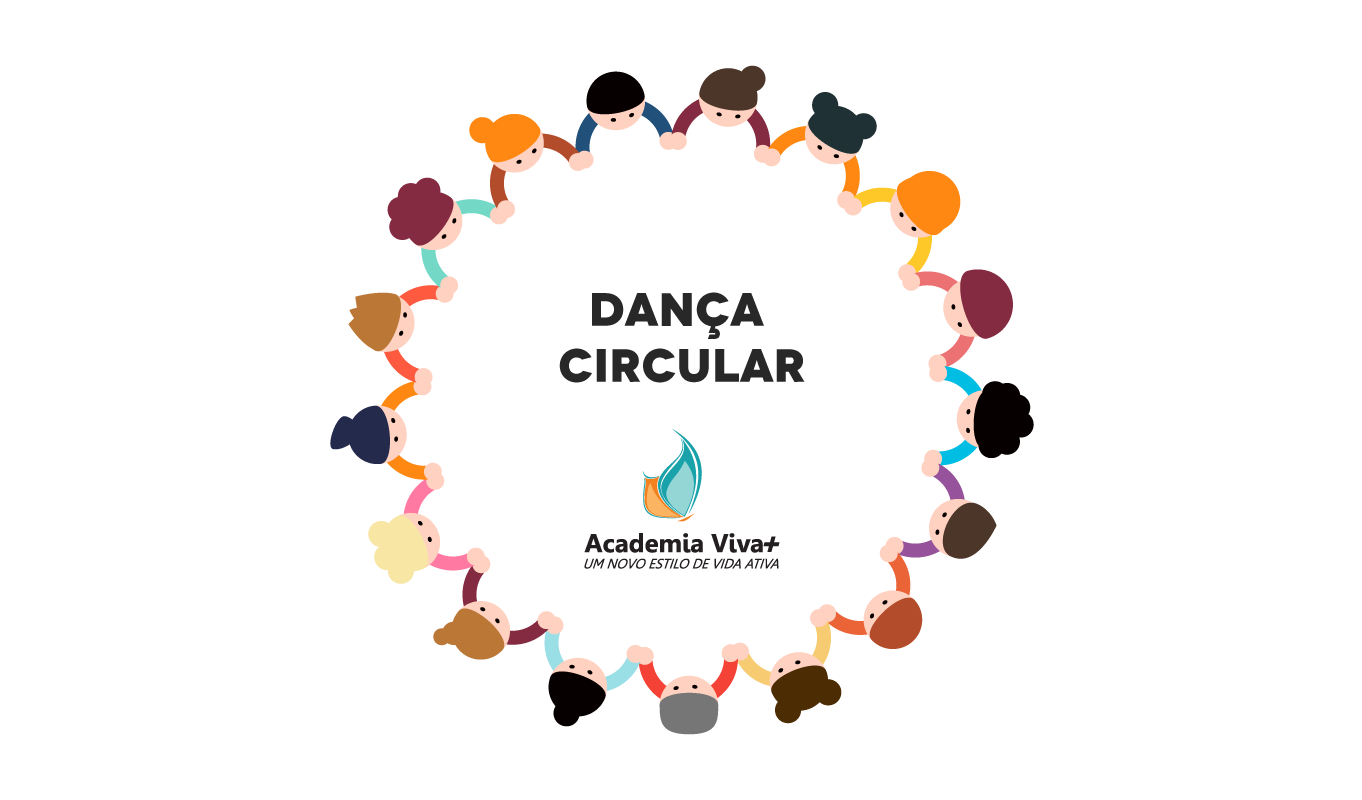 DANÇA
CIRCULAR
Academia Viva+
UM NOVO ESTILO DE VIDA ATIVA